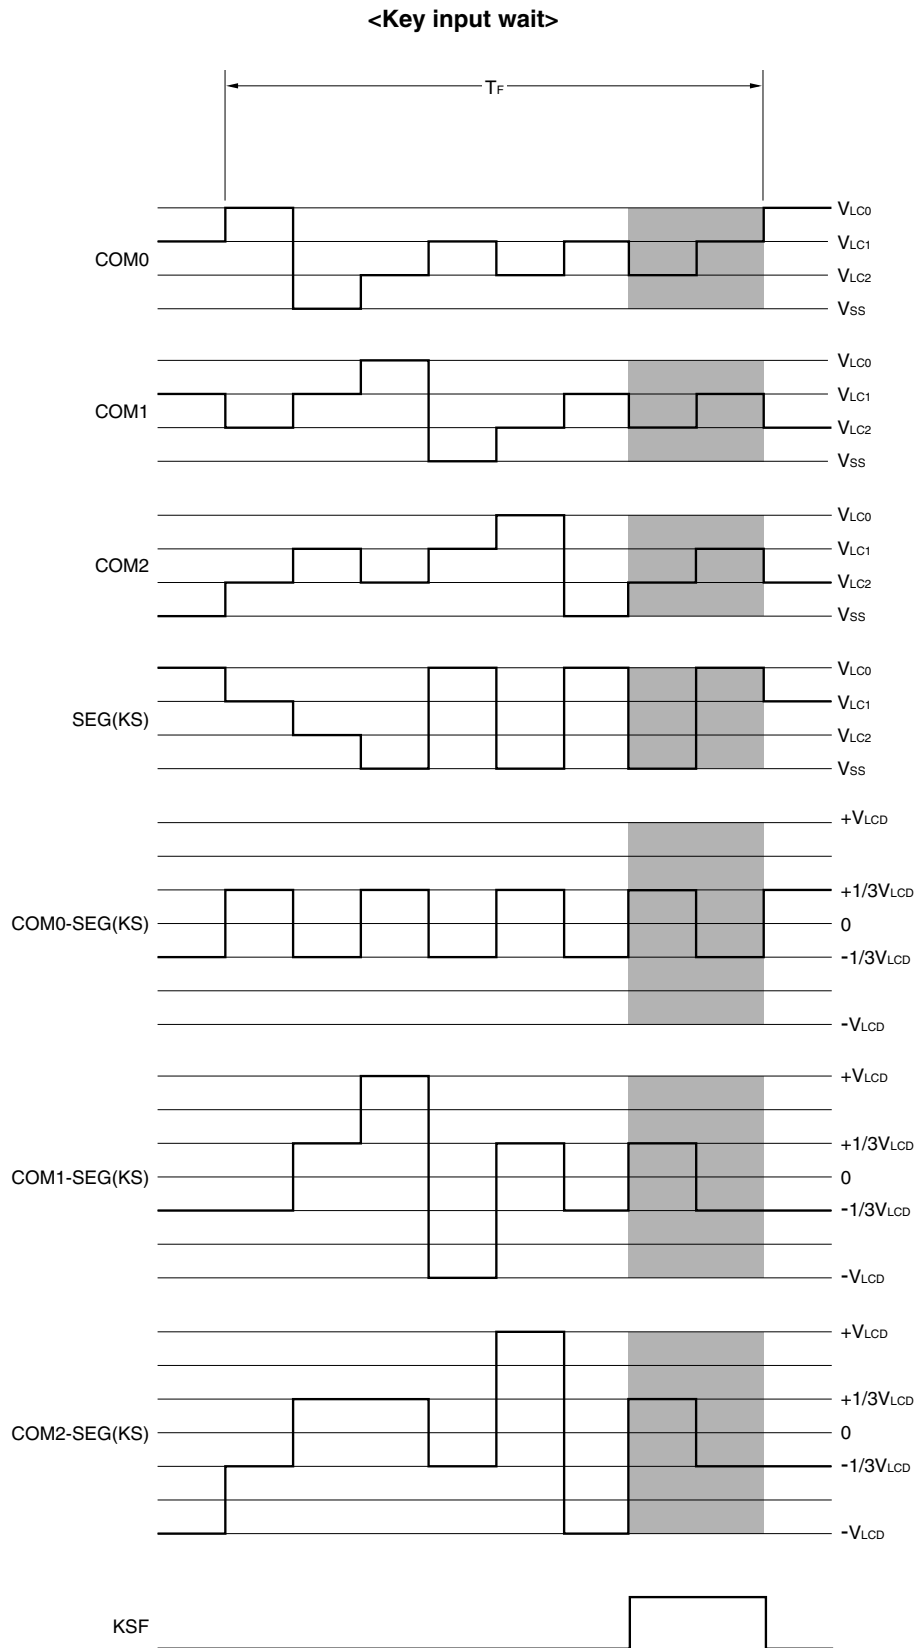 <Key input wait>
TF
COM0
VLC0
VLC1
VLC2
VSS
COM1
VLC0
VLC1
VLC2
VSS
COM2
VLC0
VLC1
VLC2
VSS
SEG(KS)
VLC0
VLC1
VLC2
VSS
COM0-SEG(KS)
+VLCD
+1/3VLCD
0
-1/3VLCD
-VLCD
COM1-SEG(KS)
+VLCD
+1/3VLCD
0
-1/3VLCD
-VLCD
COM2-SEG(KS)
+VLCD
+1/3VLCD
0
-1/3VLCD
-VLCD
KSF